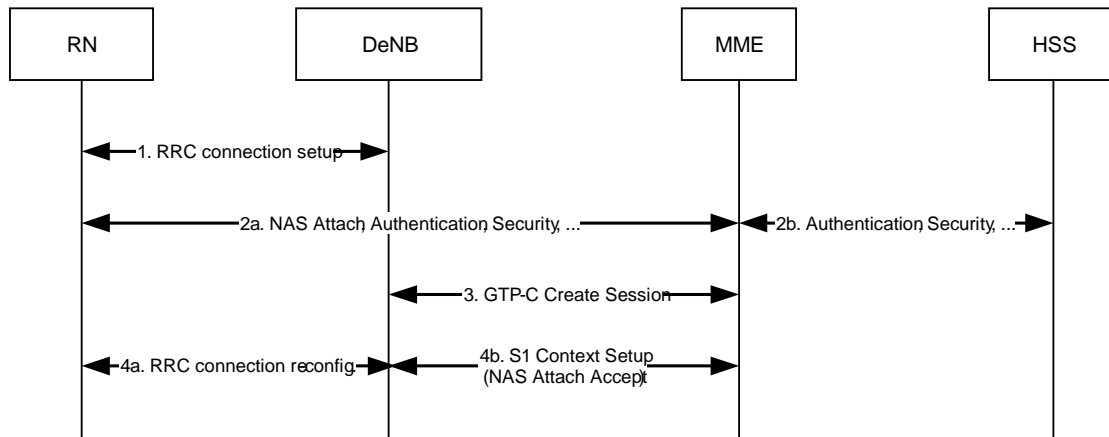 RN
DeNB
MME
HSS
1. RRC connection setup
2a. NAS Attach, Authentication, Security, ...
2b. Authentication, Security, ...
3. GTP-C Create Session
4a. RRC connection reconfig.
4b. S1 Context Setup
(NAS Attach Accept)